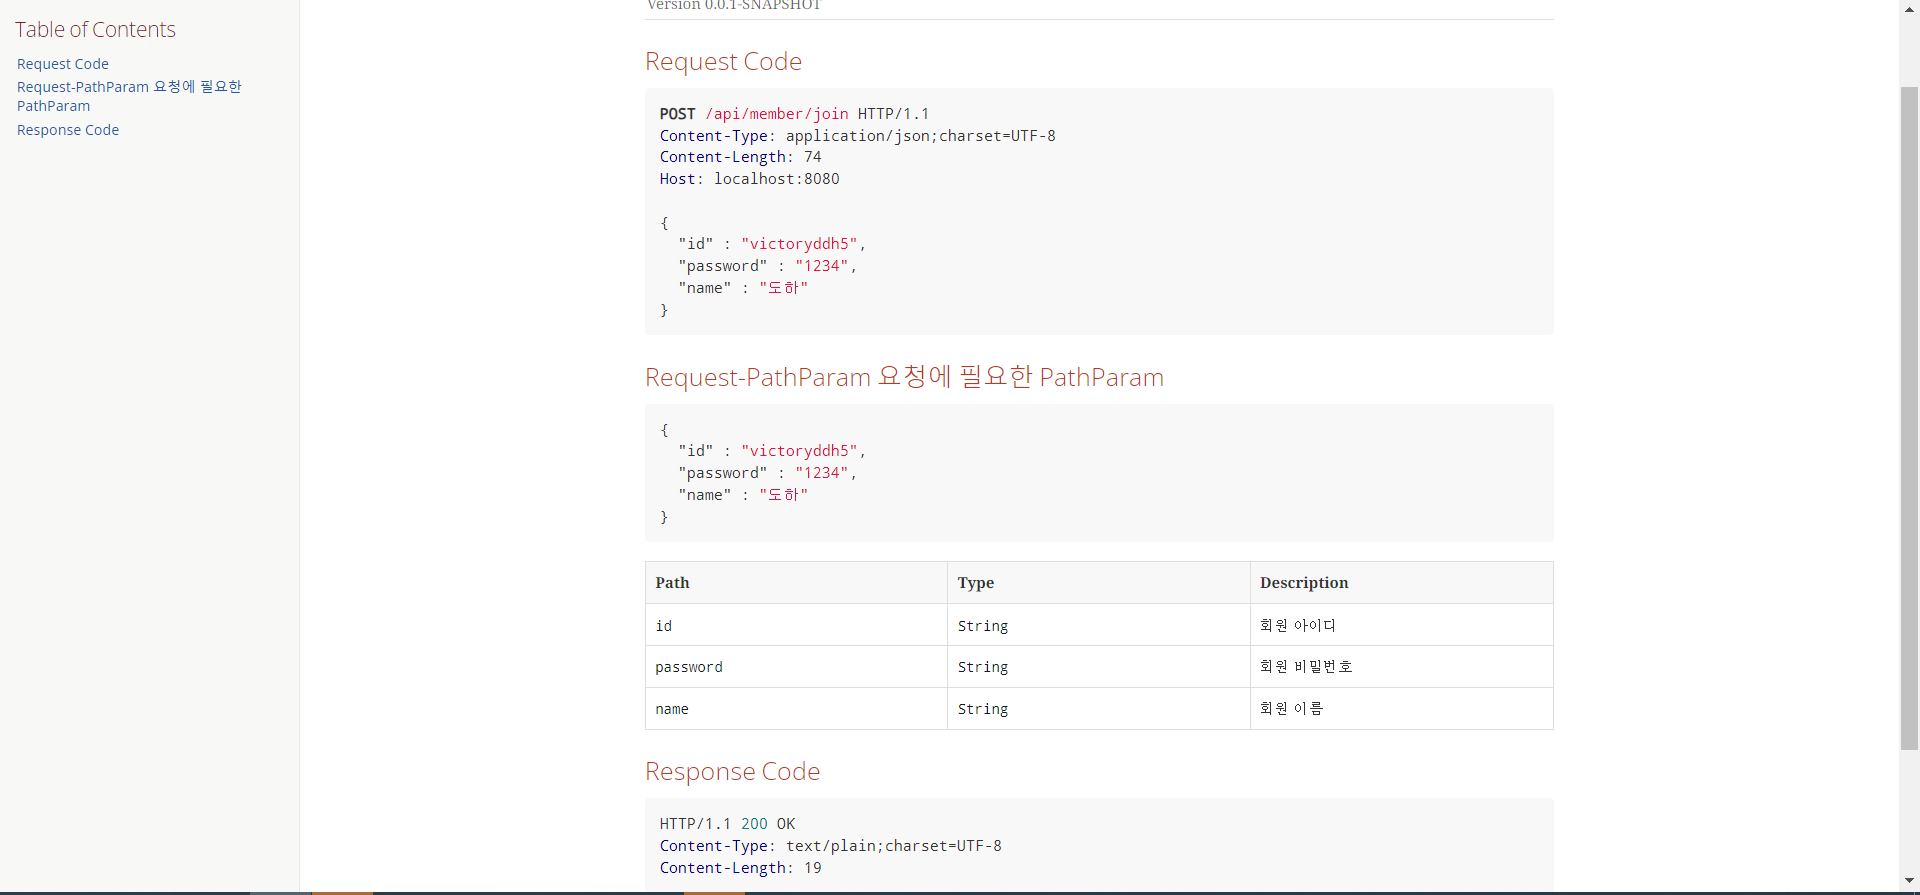 Table of Contents
Request Code
Request-PathParam 요청에 필요한
PathParam
Response Code
Version 0.0.1-SNAPSHOT
Request Code
POST /api/member/join HTTP/1.1
Content-Type: application/json;charset=UTF-8
Content-Length: 74
Host: localhost:8080
{
"id" : "victoryddh5",
"password" : "1234",
"name" : "도하"
}
Request-PathParam 요청에 필요한 PathParam
{
"id" : "victoryddh5",
"password" : "1234",
"name" : "도하"
}
Path Type Description
id String 회원 아이디
password String 회원 비밀번호
name String 회원 이름
Response Code
HTTP/1.1 200 OK
Content-Type: text/plain;charset=UTF-8
Content-Length: 19